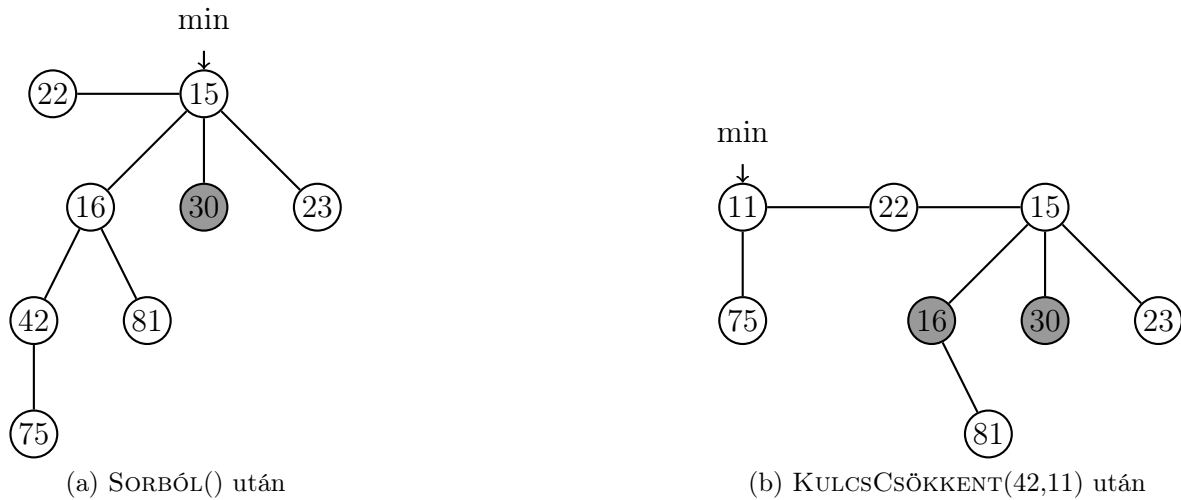 min
22 15
16 30 23
42 81
75
(a) SORBÓL() után
min
11 22 15
75 16 30 23
81
(b) KULCSCSÖKKENT(42,11) után